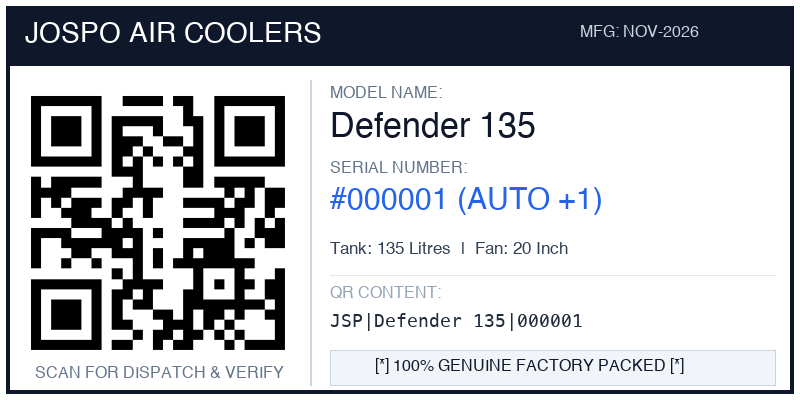 JOSPO AIR COOLERS
MFG: NOV-2026
MODEL NAME:
Defender 135
SERIAL NUMBER:
#000001 (AUTO +1)
Tank: 135 Litres | Fan: 20 Inch
QR CONTENT:
JSP|Defender 135|000001
[*] 100% GENUINE FACTORY PACKED [*]
SCAN FOR DISPATCH & VERIFY